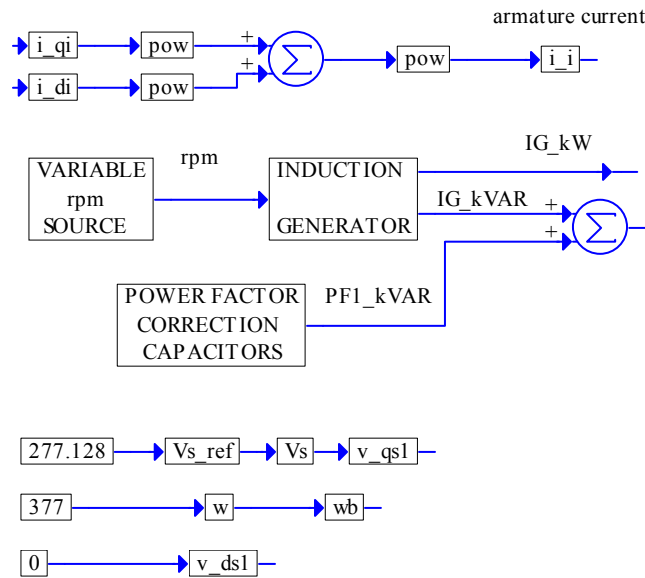 armature current
i_qi pow + Σ pow i_i
i_di pow +
VARIABLE
rpm
SOURCE
rpm
INDUCTION
GENERATOR
IG_kW
IG_kVAR + Σ
+
POWER FACTOR
CORRECTION
CAPACITORS
PF1_kVAR
277.128 Vs_ref Vs v_qs1
377 w wb
0 v_ds1